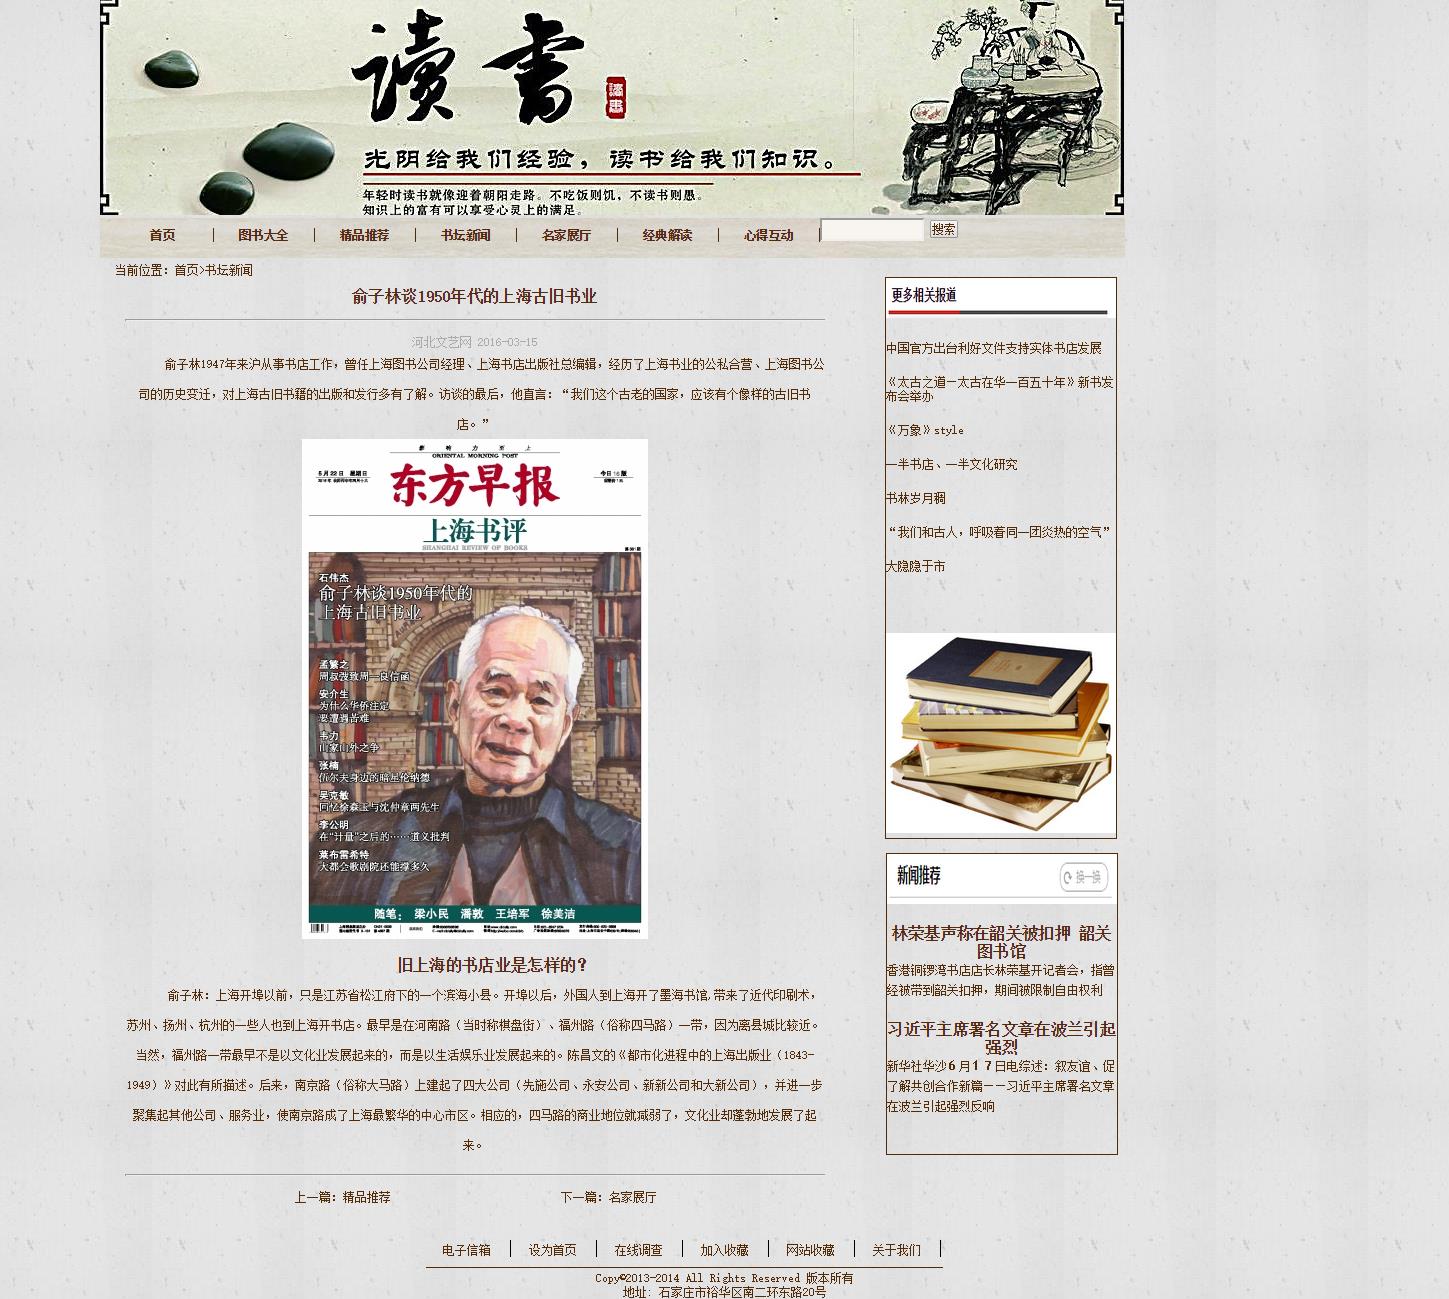 读书
读书
光阴给我们经验，读书给我们知识。
年轻时读书就像迎着朝阳走路。不吃饭则饥，不读书则愚。
知识上的富有可以享受心灵上的满足。
首页 | 图书大全 | 精品推荐 | 书坛新闻 | 名家展厅 | 经典解读 | 心得互动 | 搜索
当前位置：首页>书坛新闻
俞子林谈1950年代的上海古旧书业
河北文艺网 2016-03-15
俞子林1947年来沪从事书店工作，曾任上海图书公司经理、上海书店出版社总编辑，经历了上海书业的公私合营、上海图书公
司的历史变迁，对上海古旧书籍的出版和发行多有了解。访谈的最后，他直言：“我们这个古老的国家，应该有个像样的古旧书
店。”
影响力至上
ORIENTAL MORNING POST
5月22日 星期日
今日16版
东方早报
上海书评
SHANGHAI REVIEW OF BOOKS
石伟杰
俞子林谈1950年代的
上海古旧书业
孟繁之
周叔弢致周一良信函
安介生
为什么华侨注定
要遭遇苦难
韦力
山家山外之争
张楠
伍尔夫身边的暗星伦纳德
吴克敏
回忆徐森玉与沈仲章两先生
李公明
在“计量”之后的……道义批判
莱布雷希特
大都会歌剧院还能撑多久
随笔： 梁小民 潘敦 王培军 徐美洁
旧上海的书店业是怎样的？
俞子林：上海开埠以前，只是江苏省松江府下的一个滨海小县。开埠以后，外国人到上海开了墨海书馆,带来了近代印刷术，
苏州、扬州、杭州的一些人也到上海开书店。最早是在河南路（当时称棋盘街）、福州路（俗称四马路）一带，因为离县城比较近。
当然，福州路一带最早不是以文化业发展起来的，而是以生活娱乐业发展起来的。陈昌文的《都市化进程中的上海出版业（1843-
1949）》对此有所描述。后来，南京路（俗称大马路）上建起了四大公司（先施公司、永安公司、新新公司和大新公司），并进一步
聚集起其他公司、服务业，使南京路成了上海最繁华的中心市区。相应的，四马路的商业地位就减弱了，文化业却蓬勃地发展了起
来。
上一篇：精品推荐
下一篇：名家展厅
更多相关报道
中国官方出台利好文件支持实体书店发展
《太古之道—太古在华一百五十年》新书发
布会举办
《万象》style
一半书店、一半文化研究
书林岁月稠
“我们和古人，呼吸着同一团炎热的空气”
大隐隐于市
新闻推荐
换一换
林荣基声称在韶关被扣押 韶关
图书馆
香港铜锣湾书店店长林荣基开记者会，指曾
经被带到韶关扣押，期间被限制自由权利
习近平主席署名文章在波兰引起
强烈
新华社华沙６月１７日电综述：叙友谊、促
了解共创合作新篇——习近平主席署名文章
在波兰引起强烈反响
电子信箱 | 设为首页 | 在线调查 | 加入收藏 | 网站收藏 | 关于我们 |
Copy©2013-2014 All Rights Reserved 版本所有
地址: 石家庄市裕华区南二环东路20号